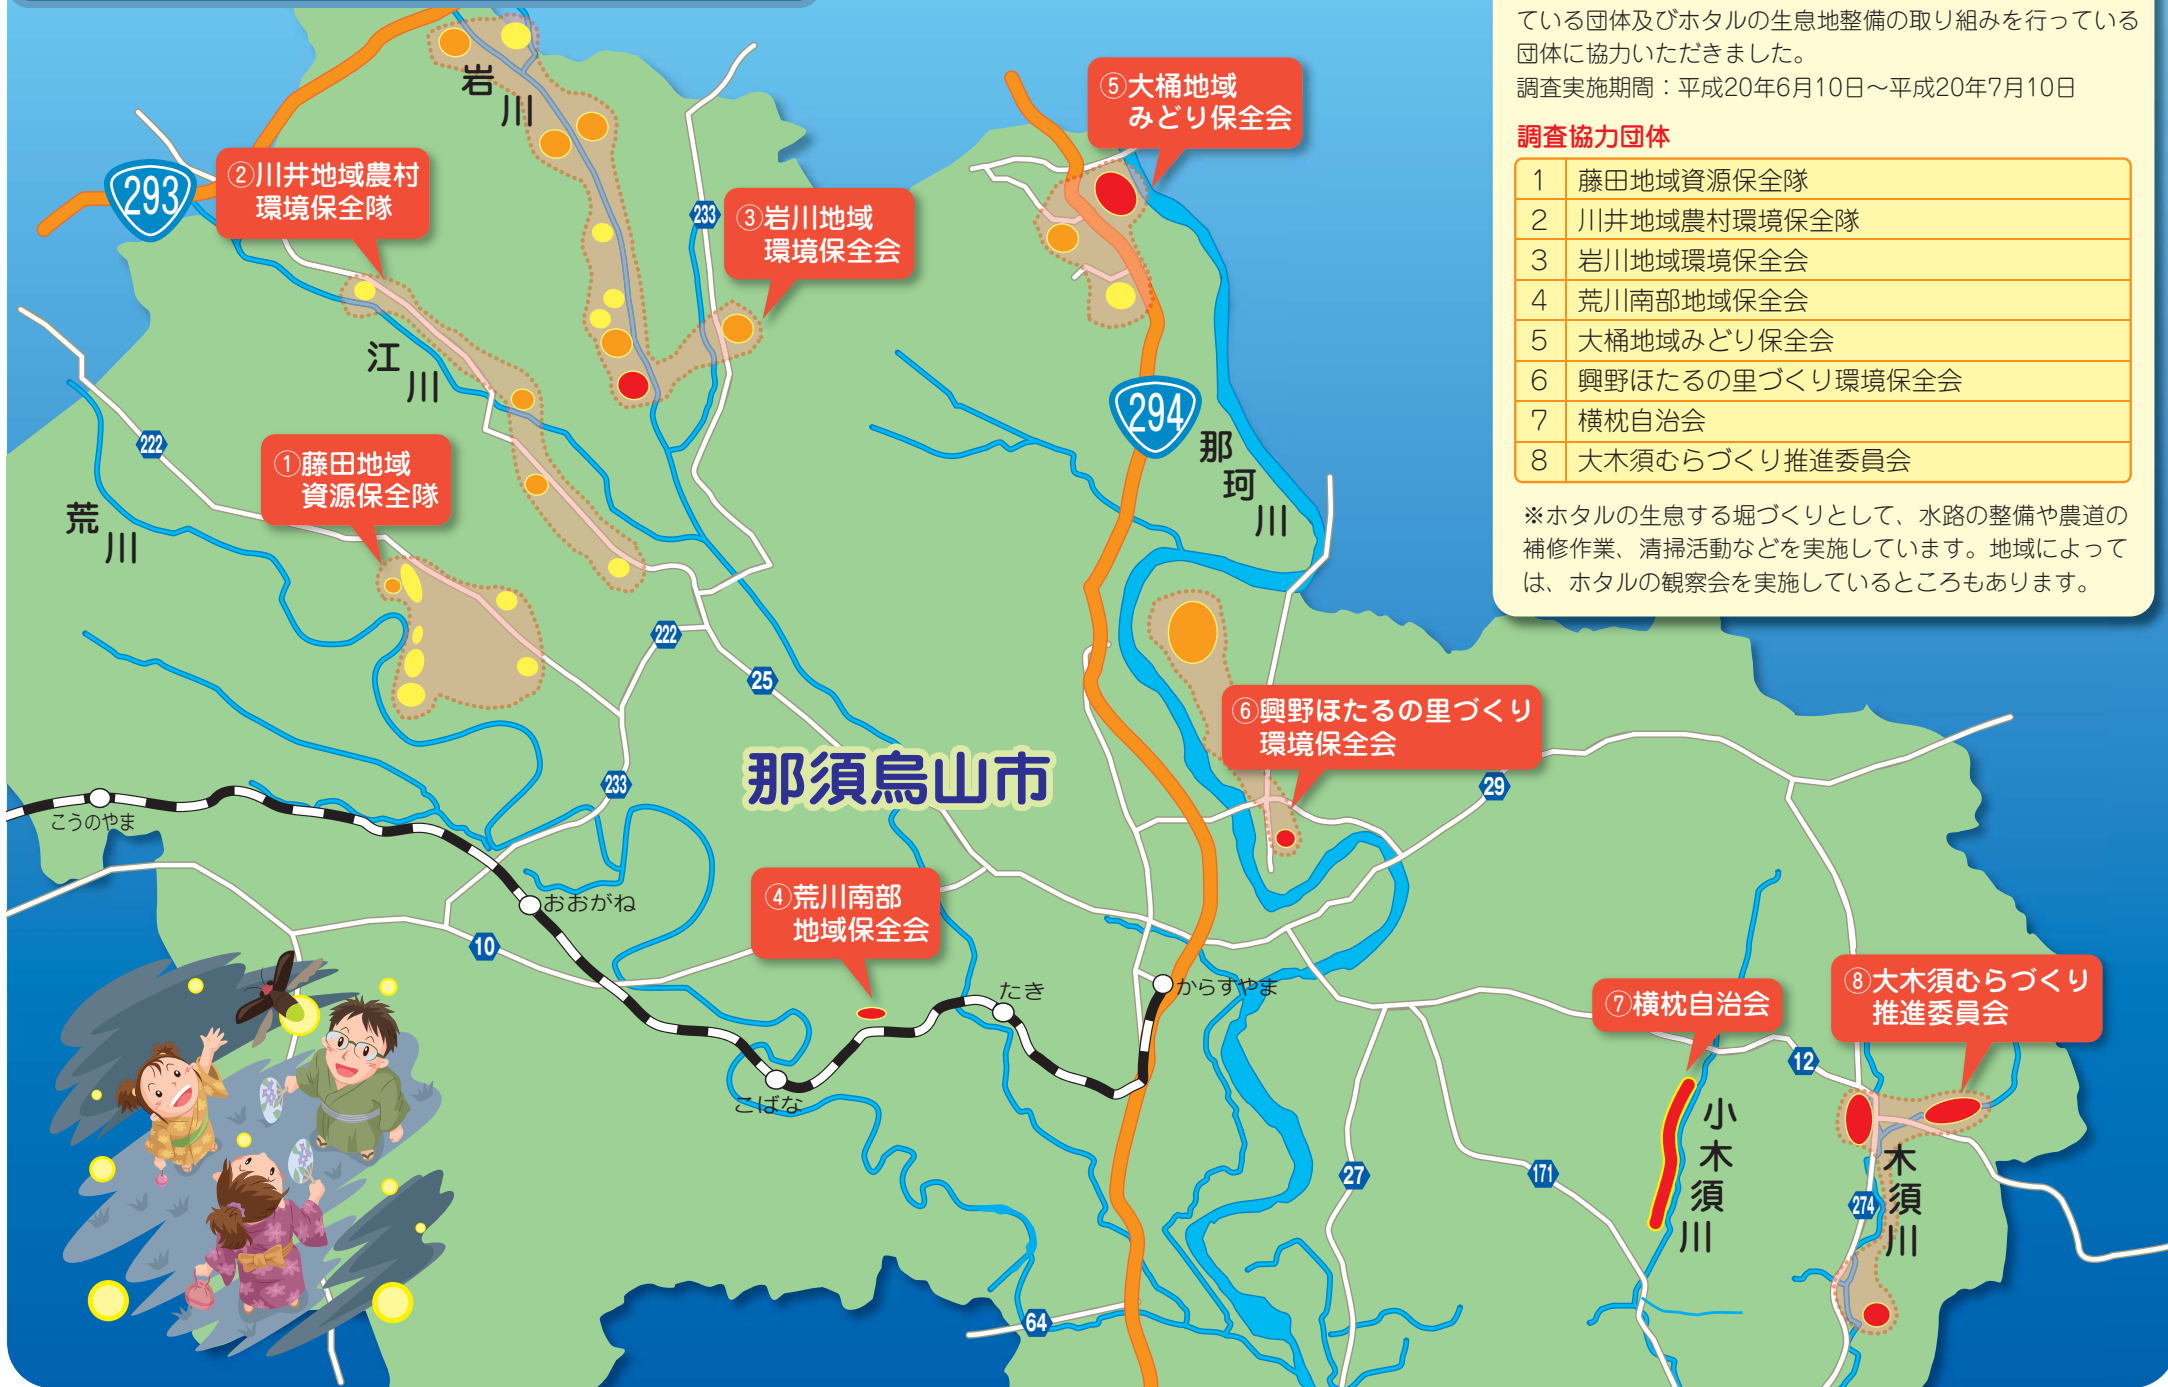 ている団体及びホタルの生息地整備の取り組みを行っている
団体に協力いただきました。
調査実施期間：平成20年6月10日～平成20年7月10日
調査協力団体
1 藤田地域資源保全隊
2 川井地域農村環境保全隊
3 岩川地域環境保全会
4 荒川南部地域保全会
5 大桶地域みどり保全会
6 興野ほたるの里づくり環境保全会
7 横枕自治会
8 大木須むらづくり推進委員会
※ホタルの生息する堀づくりとして、水路の整備や農道の
補修作業、清掃活動などを実施しています。地域によって
は、ホタルの観察会を実施しているところもあります。
岩川
⑤大桶地域
みどり保全会
②川井地域農村
環境保全隊
293
③岩川地域
環境保全会
233
江川
294
那珂川
222
①藤田地域
資源保全隊
荒川
222
25
⑥興野ほたるの里づくり
環境保全会
那須烏山市
233
29
こうのやま
おおがね
④荒川南部
地域保全会
10
たき
からすやま
⑦横枕自治会
⑧大木須むらづくり
推進委員会
12
こばな
小木須川
木須川
27
171
274
64